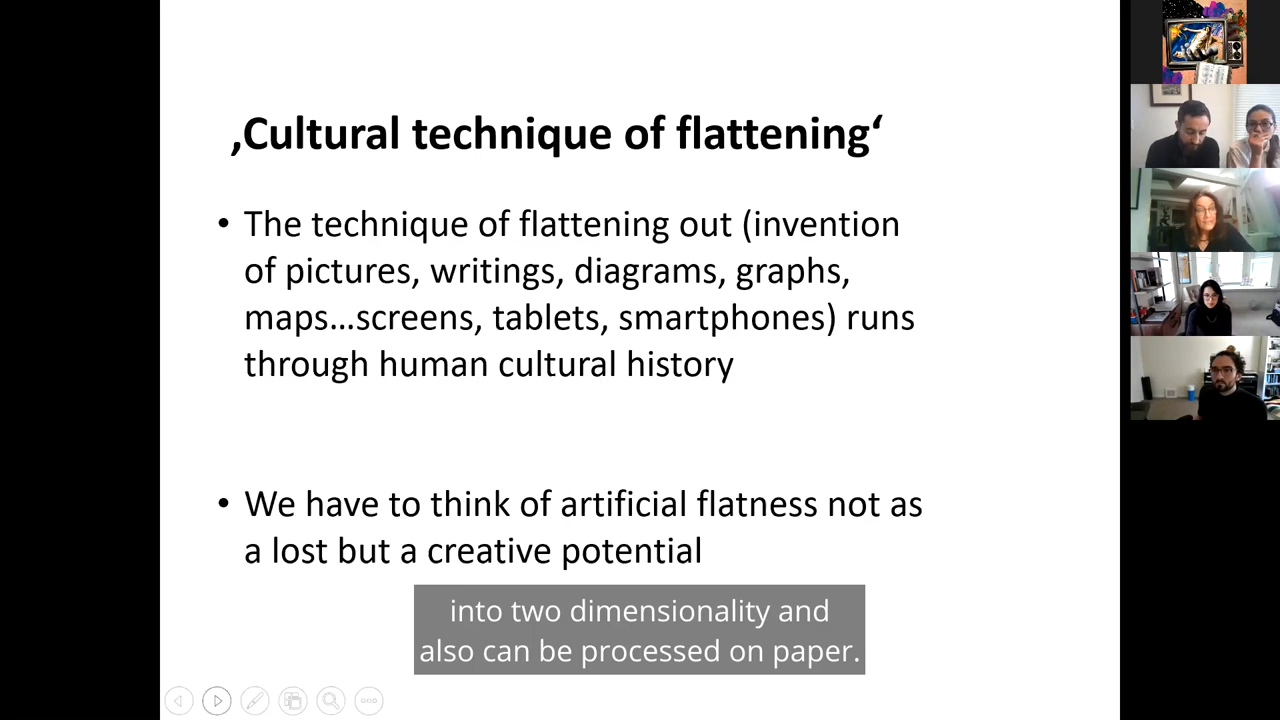 ‚Cultural technique of flattening‘
• The technique of flattening out (invention
of pictures, writings, diagrams, graphs,
maps…screens, tablets, smartphones) runs
through human cultural history
• We have to think of artificial flatness not as
a lost but a creative potential
into two dimensionality and
also can be processed on paper.